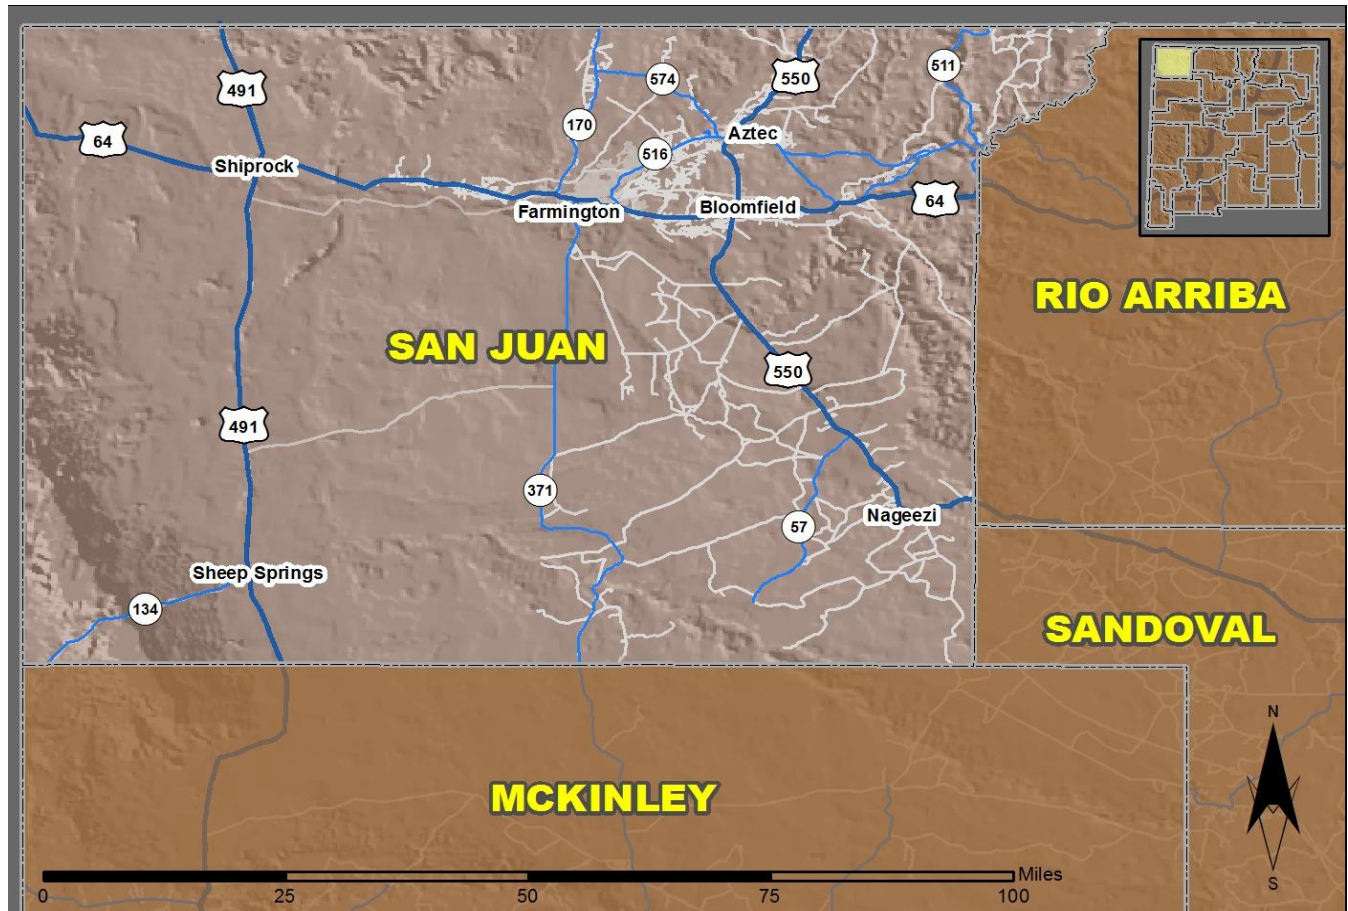 491
550
574
511
64
170
Aztec
516
Shiprock
64
Farmington
Bloomfield
RIO ARRIBA
SAN JUAN
550
491
371
Nageezi
57
Sheep Springs
134
SANDOVAL
N
MCKINLEY
Miles
0 25 50 75 100
S